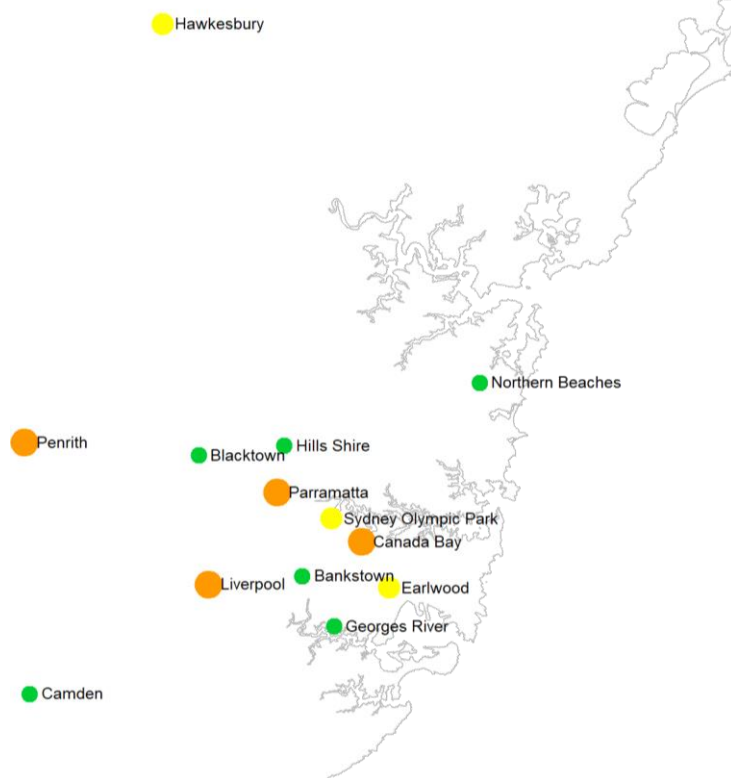 Hawkesbury
Northern Beaches
Penrith
Hills Shire
Blacktown
Parramatta
Sydney Olympic Park
Canada Bay
Bankstown
Liverpool
Earlwood
Georges River
Camden